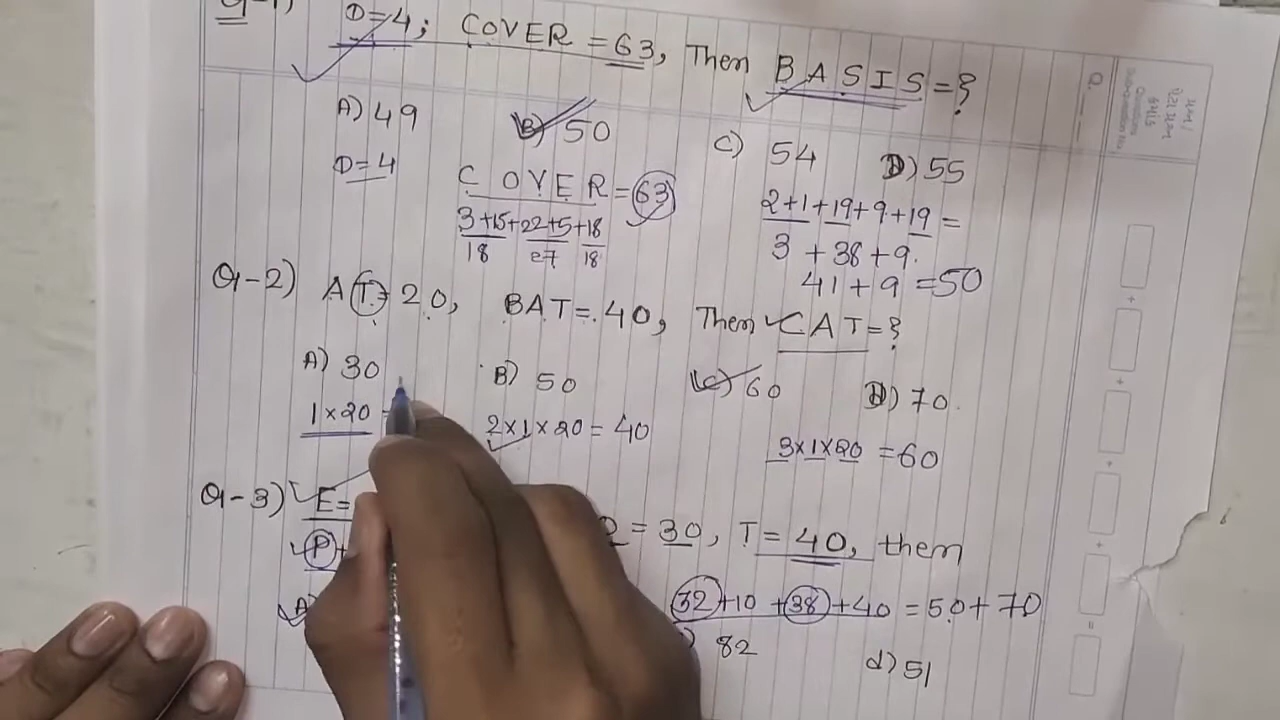 Q-1) D=4; COVER = 63, Then BASIS = ?
A) 49 B) 50 C) 54 D) 55
D=4 COVER = 63 2+1+19+9+19 =
3+15+22+5+18 3 + 38 + 9.
18 27 18 41 + 9 = 50
Q-2) AT = 20, BAT = 40, Then CAT = ?
A) 30 B) 50 C) 60 D) 70.
1×20 2×1×20 = 40 3×1×20 = 60
Q-3) E= = 30, T = 40, them
32+10 +38+40 = 50+70
A) 82 d) 51